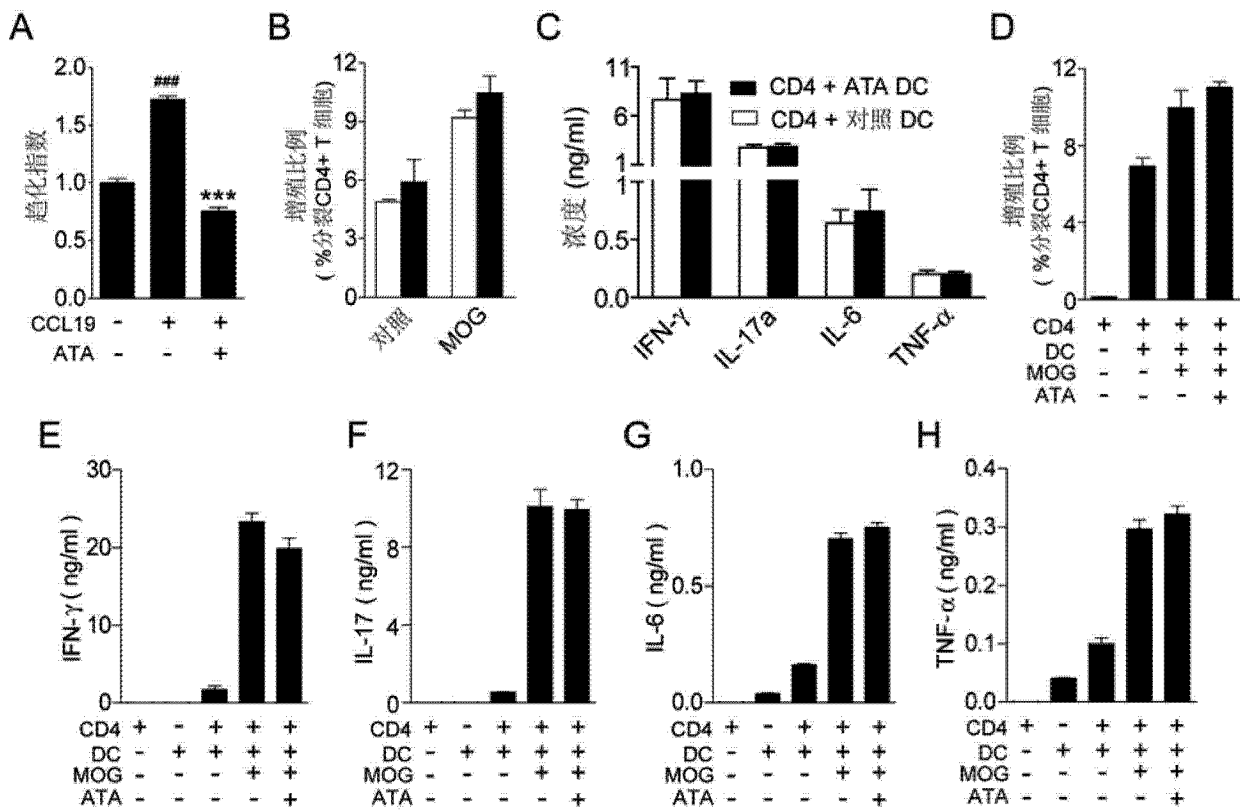 A
趋化指数
2.0
1.5
1.0
0.5
0.0
###
***
CCL19 - + +
ATA - - +
B
增殖比例
( %分裂CD4+ T 细胞)
12
9
6
3
0
对照
MOG
C
浓度 (ng/ml)
11
6
1
1
0.5
0.0
CD4 + ATA DC
CD4 + 对照 DC
IFN-γ
IL-17a
IL-6
TNF-α
D
增殖比例
( %分裂CD4+ T 细胞)
12
8
4
0
CD4 + + + +
DC - + + +
MOG - - + +
ATA - - - +
E
IFN-γ ( ng/ml)
30
20
10
0
CD4 + - + + +
DC - + + + +
MOG - - - + +
ATA - - - - +
F
IL-17 ( ng/ml)
12
9
6
3
0
CD4 + - + + +
DC - + + + +
MOG - - - + +
ATA - - - - +
G
IL-6 ( ng/ml)
1.0
0.5
0.0
CD4 + - + + +
DC - + + + +
MOG - - - + +
ATA - - - - +
H
TNF-α( ng/ml)
0.4
0.3
0.2
0.1
0.0
CD4 + - + + +
DC - + + + +
MOG - - - + +
ATA - - - - +